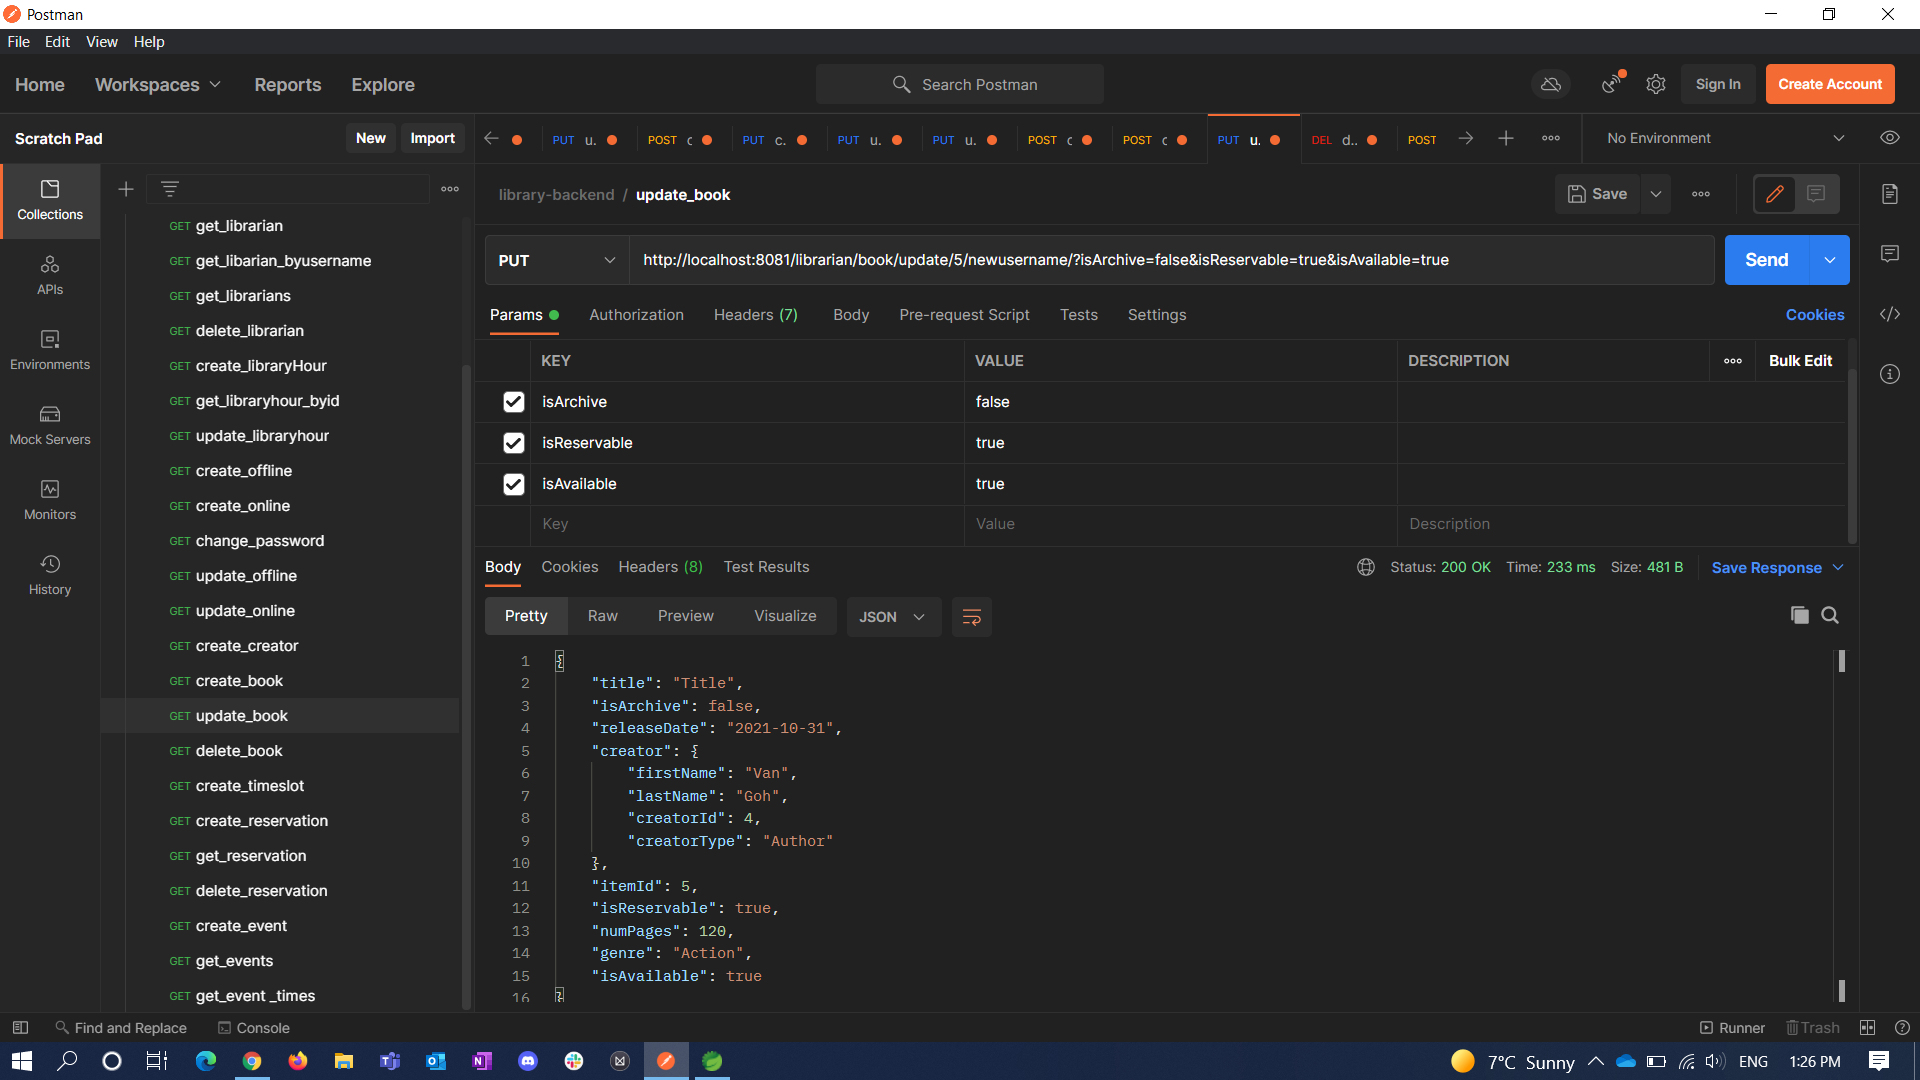 Postman
File Edit View Help
Home Workspaces Reports Explore Search Postman Sign In Create Account
Scratch Pad New Import PUT u. POST c PUT c. PUT u. PUT u. POST c POST c PUT u. DEL d.. POST No Environment
library-backend / update_book Save
Collections
APIs
Environments
Mock Servers
Monitors
History
GET get_librarian
GET get_libarian_byusername
GET get_librarians
GET delete_librarian
GET create_libraryHour
GET get_libraryhour_byid
GET update_libraryhour
GET create_offline
GET create_online
GET change_password
GET update_offline
GET update_online
GET create_creator
GET create_book
GET update_book
GET delete_book
GET create_timeslot
GET create_reservation
GET get_reservation
GET delete_reservation
GET create_event
GET get_events
GET get_event _times
PUT http://localhost:8081/librarian/book/update/5/newusername/?isArchive=false&isReservable=true&isAvailable=true Send
Params Authorization Headers (7) Body Pre-request Script Tests Settings Cookies
KEY VALUE DESCRIPTION Bulk Edit
isArchive false
isReservable true
isAvailable true
Key Value Description
Body Cookies Headers (8) Test Results Status: 200 OK Time: 233 ms Size: 481 B Save Response
Pretty Raw Preview Visualize JSON
1 {
2 "title": "Title",
3 "isArchive": false,
4 "releaseDate": "2021-10-31",
5 "creator": {
6 "firstName": "Van",
7 "lastName": "Goh",
8 "creatorId": 4,
9 "creatorType": "Author"
10 },
11 "itemId": 5,
12 "isReservable": true,
13 "numPages": 120,
14 "genre": "Action",
15 "isAvailable": true
16 }
Find and Replace Console Runner Trash
7°C Sunny ENG 1:26 PM